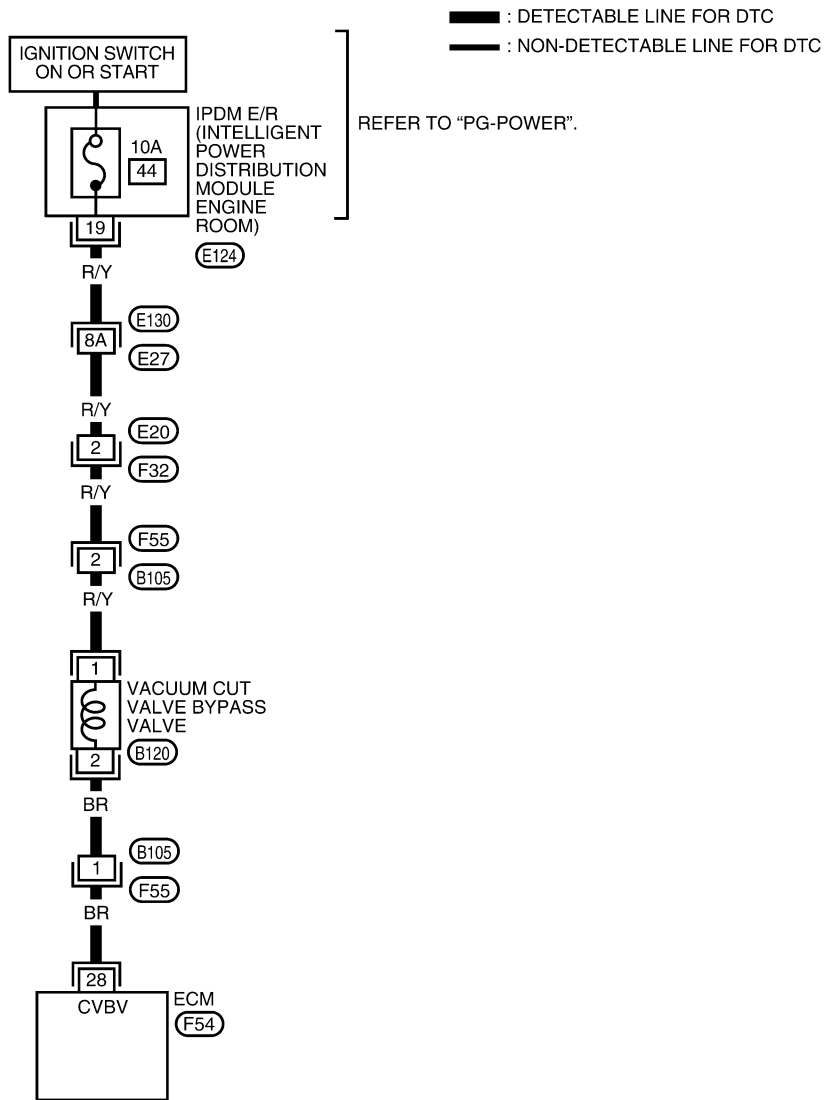 : DETECTABLE LINE FOR DTC
: NON-DETECTABLE LINE FOR DTC
IGNITION SWITCH
ON OR START
IPDM E/R
(INTELLIGENT
POWER
DISTRIBUTION
MODULE
ENGINE
ROOM)
REFER TO “PG-POWER”.
10A
44
19
E124
R/Y
E130
8A
E27
R/Y
E20
2
F32
R/Y
F55
2
B105
R/Y
1
VACUUM CUT
VALVE BYPASS
VALVE
2
B120
BR
B105
1
F55
BR
28
CVBV
ECM
F54